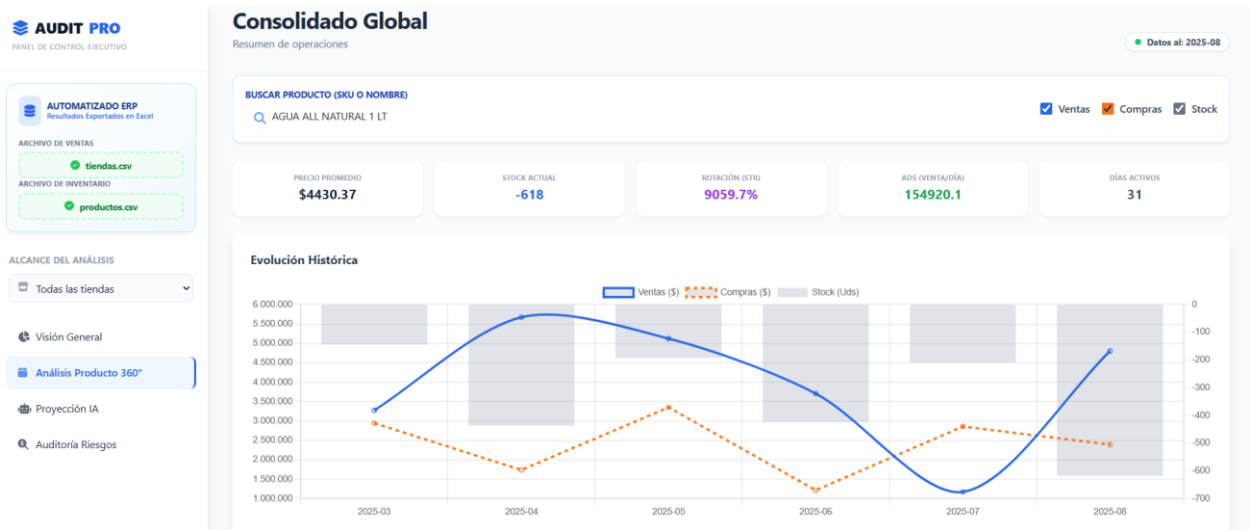 AUDIT PRO
PANEL DE CONTROL EJECUTIVO
AUTOMATIZADO ERP
Resultados Exportados en Excel
ARCHIVO DE VENTAS
tiendas.csv
ARCHIVO DE INVENTARIO
productos.csv
ALCANCE DEL ANÁLISIS
Todas las tiendas
Visión General
Análisis Producto 360°
Proyección IA
Auditoría Riesgos
Consolidado Global
Resumen de operaciones
Datos al: 2025-08
BUSCAR PRODUCTO (SKU O NOMBRE)
AGUA ALL NATURAL 1 LT
Ventas Compras Stock
PRECIO PROMEDIO
$4430.37
STOCK ACTUAL
-618
ROTACIÓN (STR)
9059.7%
ADS (VENTA/DÍA)
154920.1
DÍAS ACTIVOS
31
Evolución Histórica
Ventas ($) Compras ($) Stock (Uds)
6.000.000
5.500.000
5.000.000
4.500.000
4.000.000
3.500.000
3.000.000
2.500.000
2.000.000
1.500.000
1.000.000
0
-100
-200
-300
-400
-500
-600
-700
2025-03 2025-04 2025-05 2025-06 2025-07 2025-08